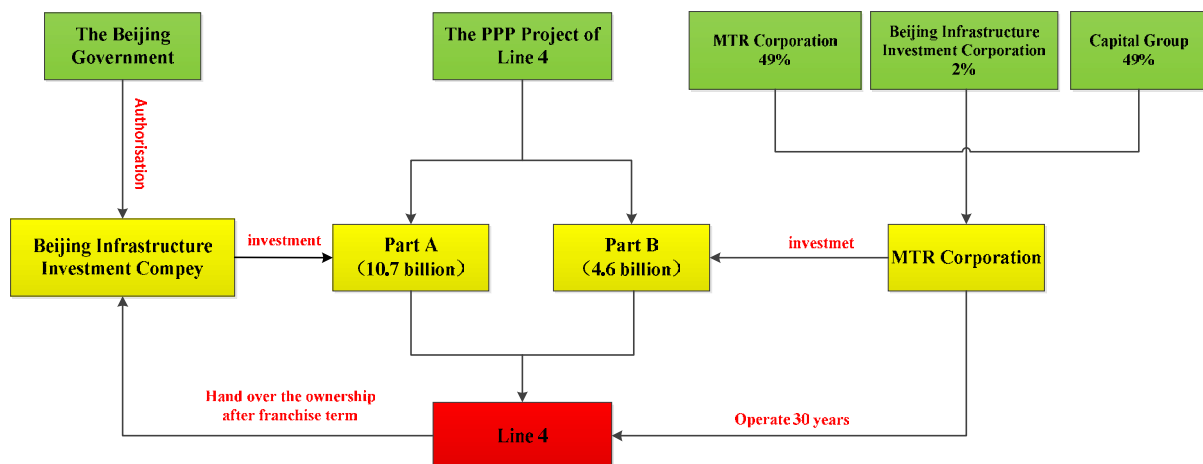 The Beijing
Government
The PPP Project of
Line 4
MTR Corporation
49%
Beijing Infrastructure
Investment Corporation
2%
Capital Group
49%
Authorisation
Beijing Infrastructure
Investment Compey
investment
Part A
（10.7 billion）
Part B
（4.6 billion）
investmet
MTR Corporation
Hand over the ownership
after franchise term
Line 4
Operate 30 years